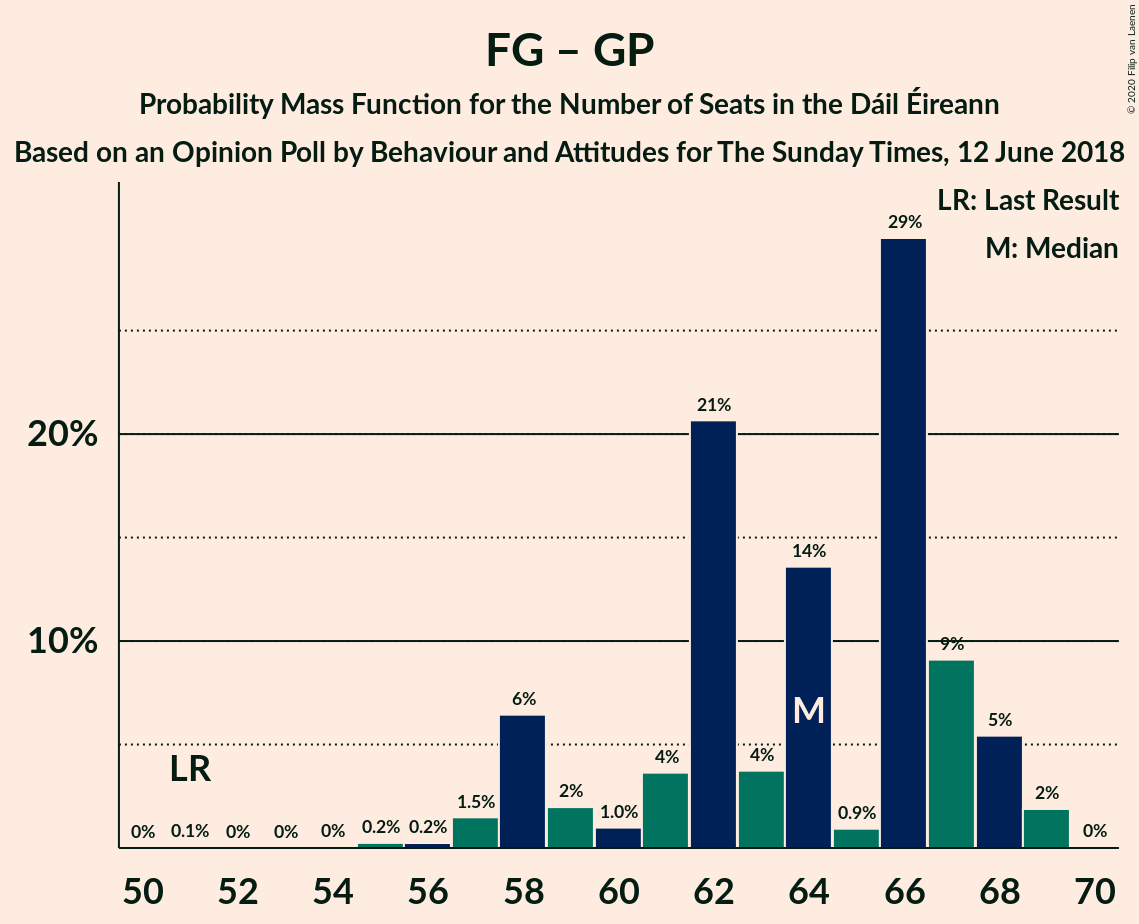 © 2020 Filip van Laenen
FG – GP
Probability Mass Function for the Number of Seats in the Dáil Éireann
Based on an Opinion Poll by Behaviour and Attitudes for The Sunday Times, 12 June 2018
LR: Last Result
M: Median
20%
10%
0% 0.1% 0% 0% 0% 0.2% 0.2% 1.5% 6% 2% 1.0% 4% 21% 4% 14% 0.9% 29% 9% 5% 2% 0%
LR
M
50 52 54 56 58 60 62 64 66 68 70